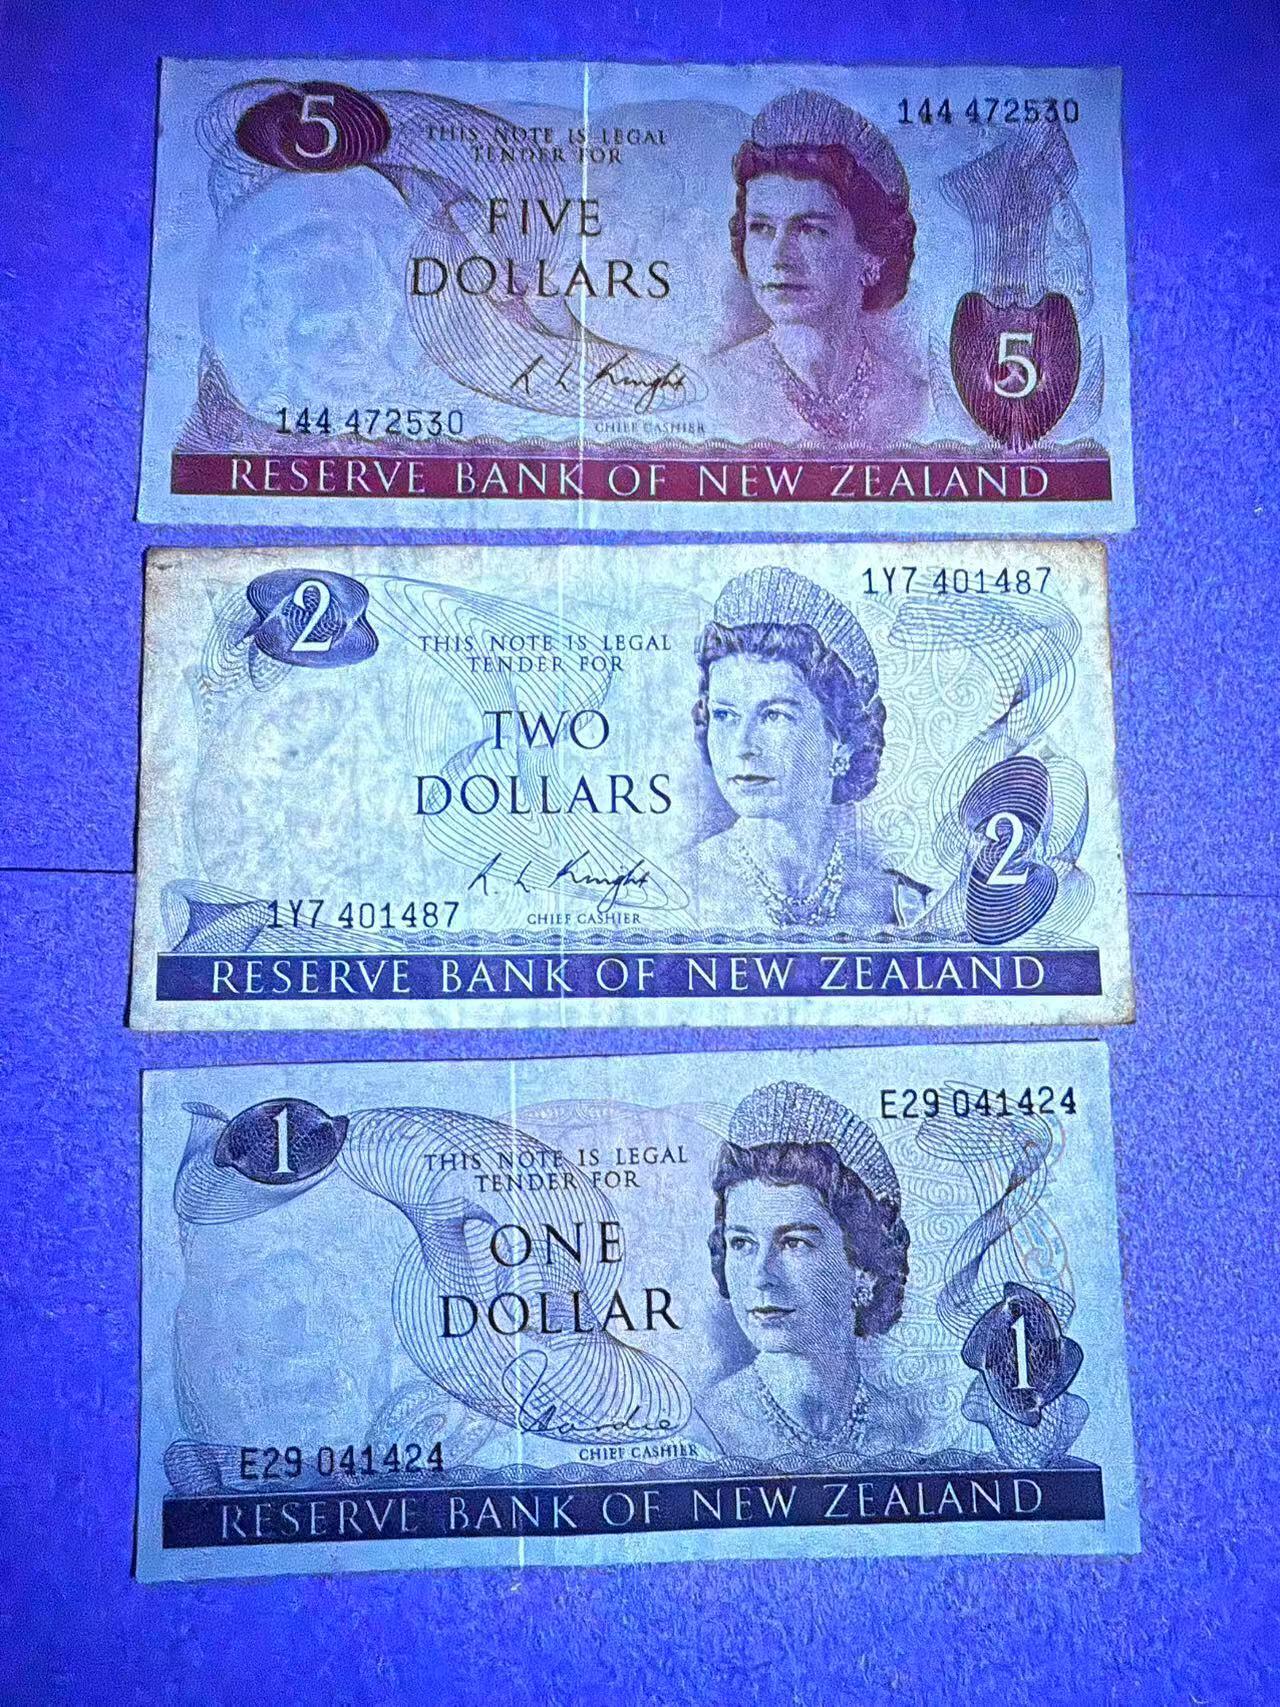 5
144 472530
THIS NOTE IS LEGAL
TENDER FOR
FIVE
DOLLARS
R. L. Knight
5
144 472530
CHIEF CASHIER
RESERVE BANK OF NEW ZEALAND
2
1Y7 401487
THIS NOTE IS LEGAL
TENDER FOR
TWO
DOLLARS
2
R. L. Knight
1Y7 401487
CHIEF CASHIER
RESERVE BANK OF NEW ZEALAND
1
E29 041424
THIS NOTE IS LEGAL
TENDER FOR
ONE
DOLLAR
1
Hardie
CHIEF CASHIER
E29 041424
RESERVE BANK OF NEW ZEALAND